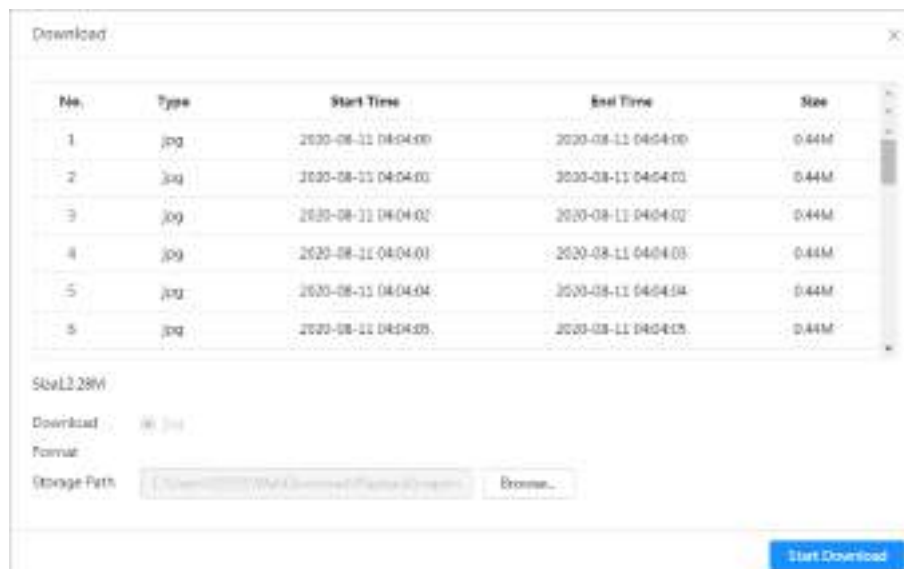 Download
No. Type Start Time End Time Size
1 jpg 2020-08-11 04:04:00 2020-08-11 04:04:00 0.44M
2 jpg 2020-08-11 04:04:01 2020-08-11 04:04:01 0.44M
3 jpg 2020-08-11 04:04:02 2020-08-11 04:04:02 0.44M
4 jpg 2020-08-11 04:04:03 2020-08-11 04:04:03 0.44M
5 jpg 2020-08-11 04:04:04 2020-08-11 04:04:04 0.44M
6 jpg 2020-08-11 04:04:05 2020-08-11 04:04:05 0.44M
Download jpg
Format
Storage Path Browse...
Start Download